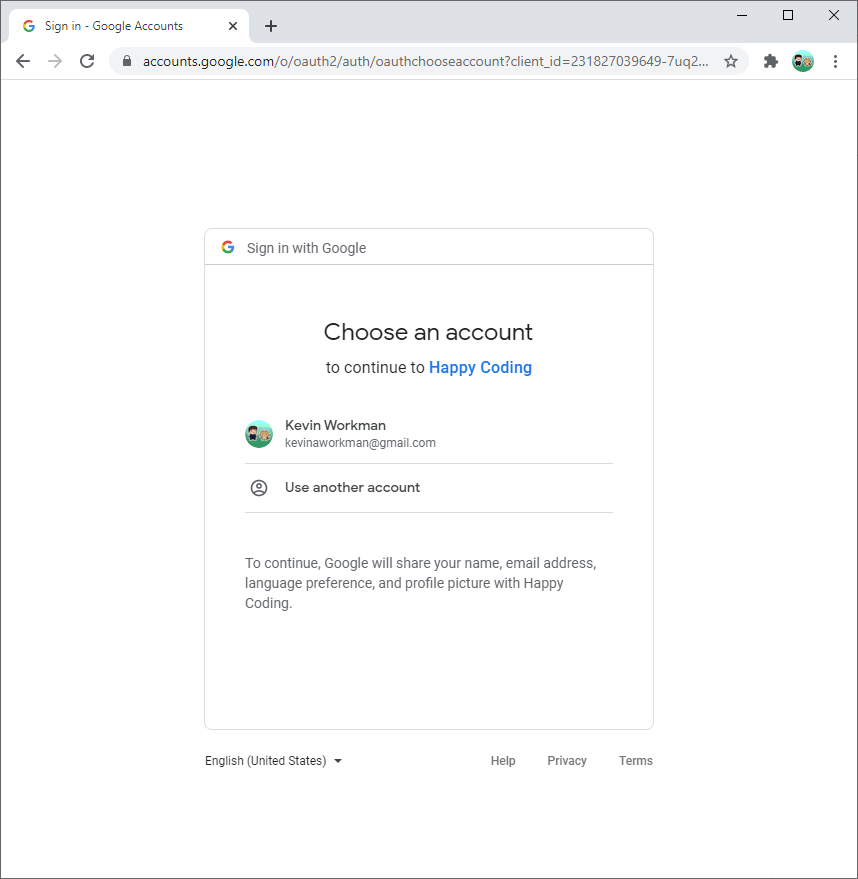 Sign in - Google Accounts
accounts.google.com/o/oauth2/auth/oauthchooseaccount?client_id=231827039649-7uq2...
Sign in with Google
Choose an account
to continue to Happy Coding
Kevin Workman
kevinaworkman@gmail.com
Use another account
To continue, Google will share your name, email address,
language preference, and profile picture with Happy
Coding.
English (United States) Help Privacy Terms